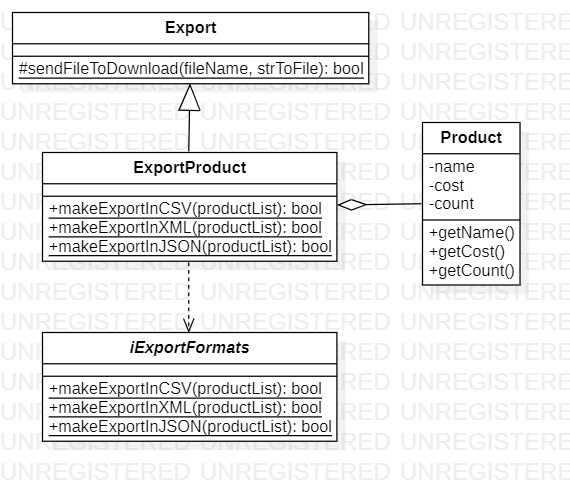 Export
#sendFileToDownload(fileName, strToFile): bool
ExportProduct
+makeExportInCSV(productList): bool
+makeExportInXML(productList): bool
+makeExportInJSON(productList): bool
Product
-name
-cost
-count
+getName()
+getCost()
+getCount()
iExportFormats
+makeExportInCSV(productList): bool
+makeExportInXML(productList): bool
+makeExportInJSON(productList): bool
UNREGISTERED UNREGISTERED UNREGISTERED